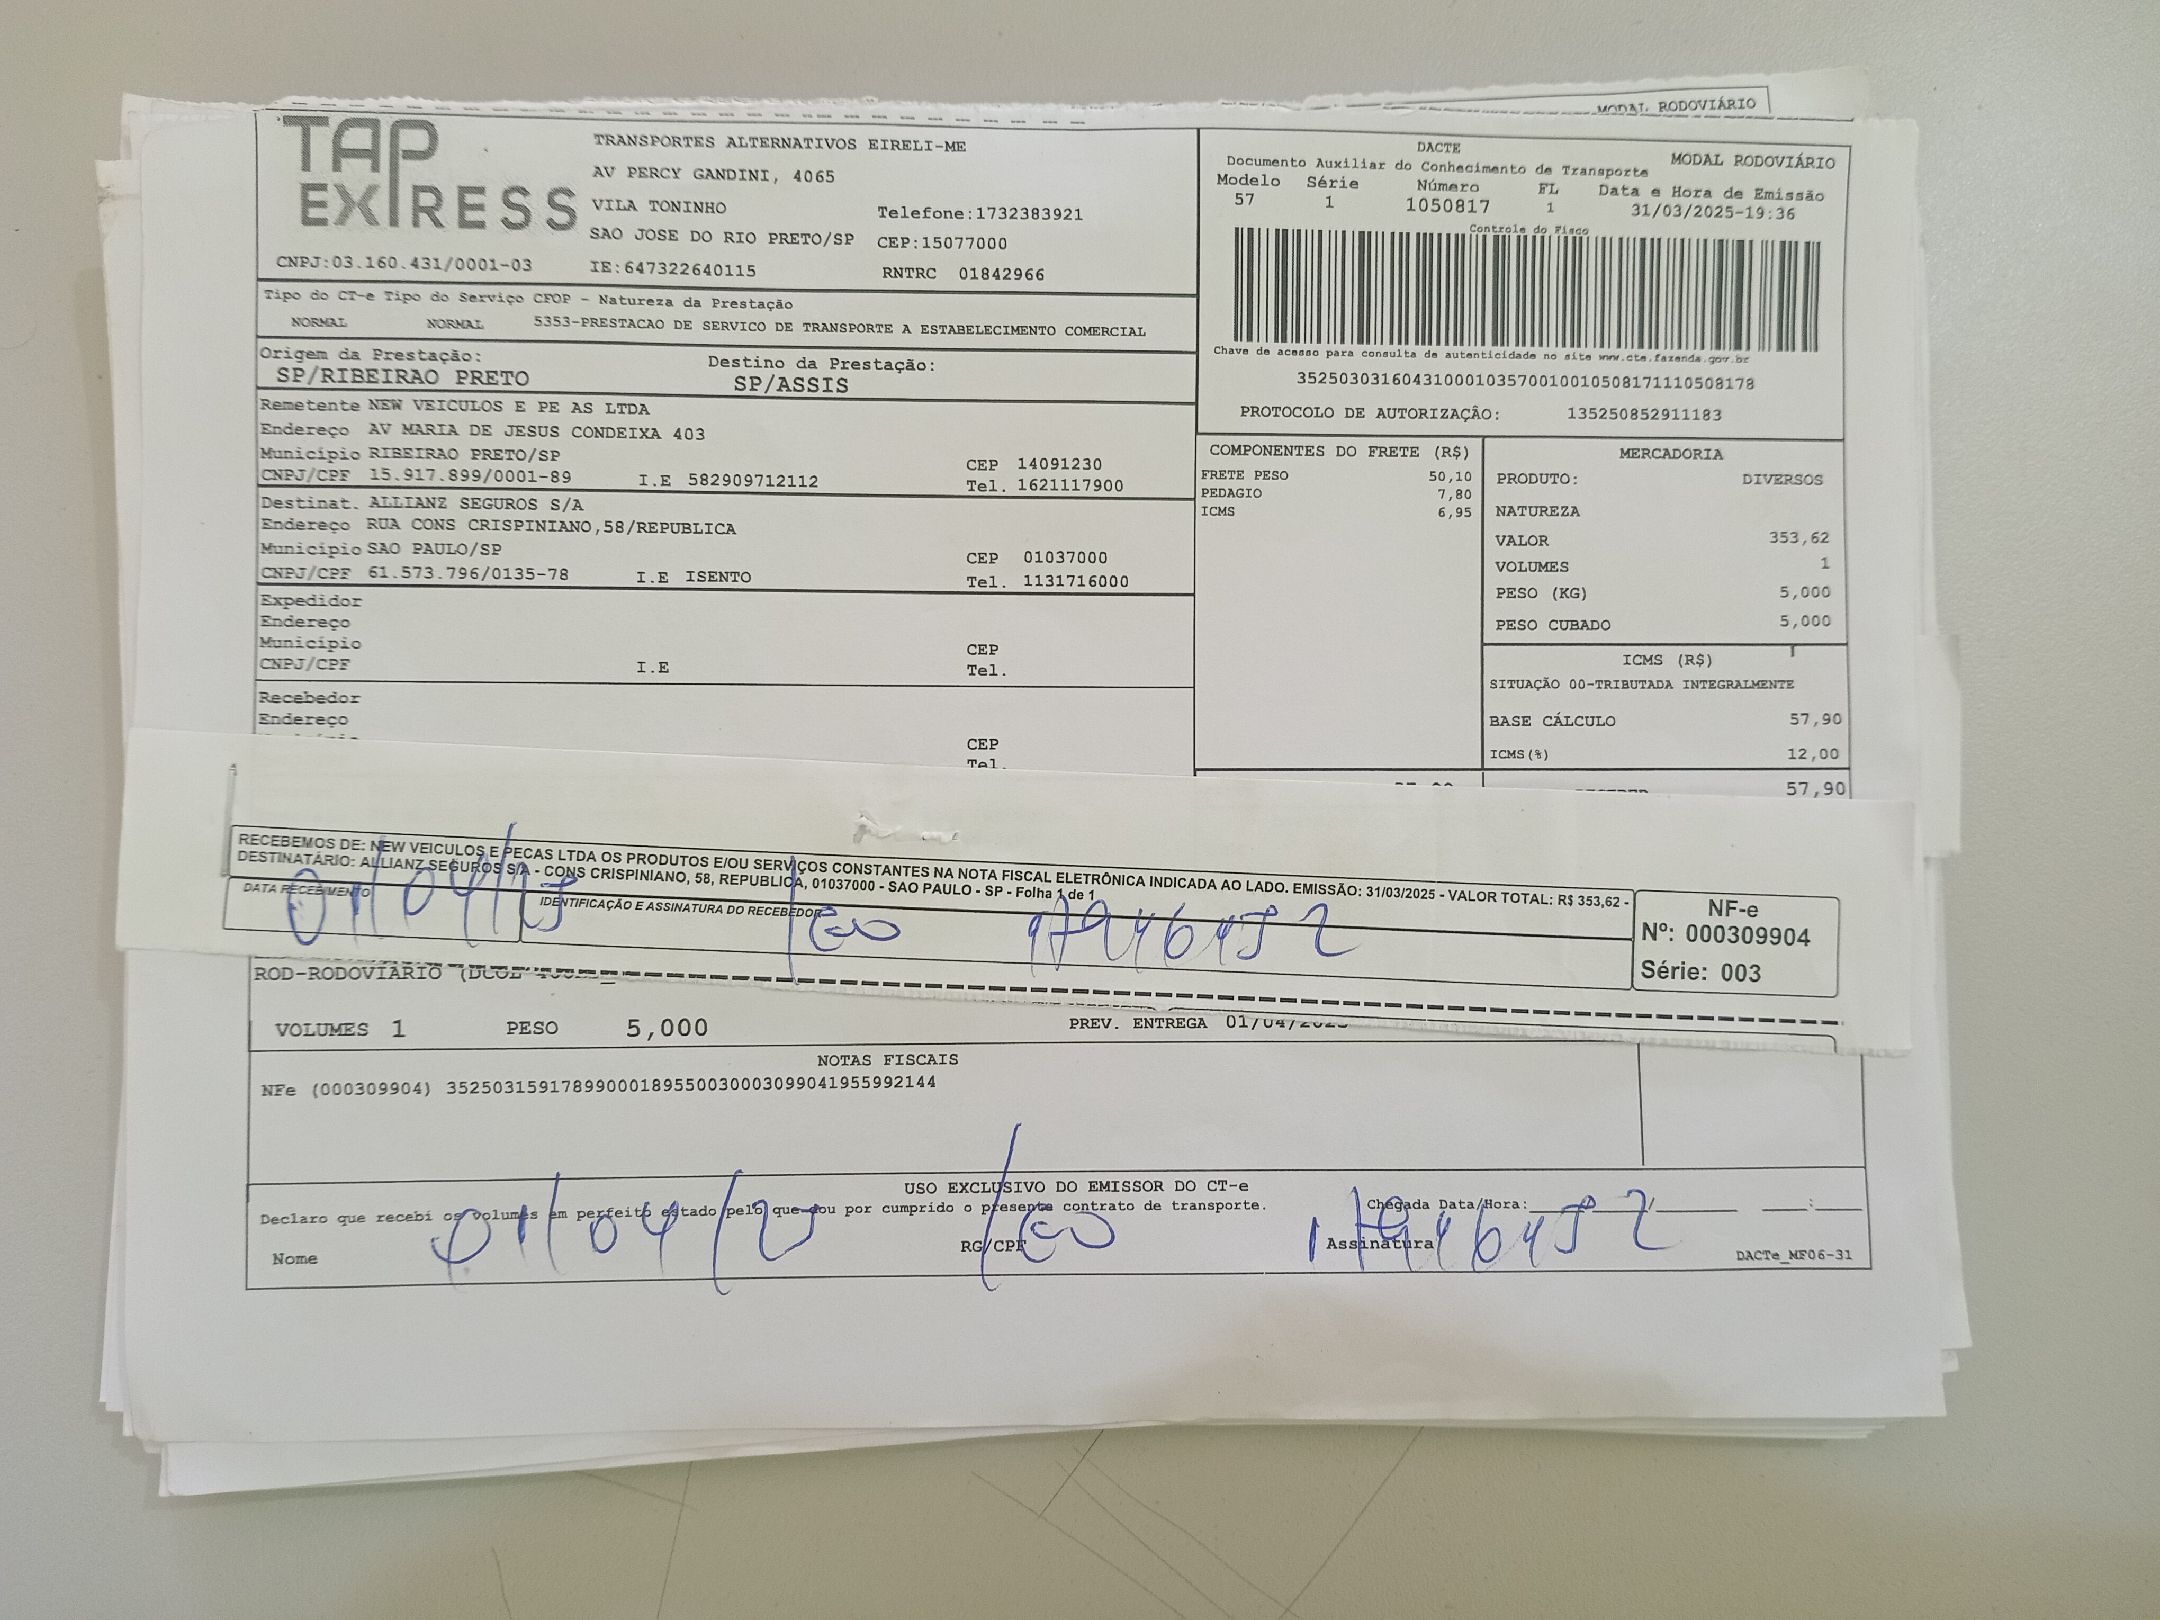 MODAL RODOVIÁRIO
TAP EXPRESS
TRANSPORTES ALTERNATIVOS EIRELI-ME
AV PERCY GANDINI, 4065
VILA TONINHO Telefone:1732383921
SAO JOSE DO RIO PRETO/SP CEP:15077000
CNPJ:03.160.431/0001-03 IE:647322640115 RNTRC 01842966
DACTE MODAL RODOVIÁRIO
Documento Auxiliar do Conhecimento de Transporte
Modelo Série Número FL Data e Hora de Emissão
57 1 1050817 1 31/03/2025-19:36
Controle do Fisco
Chave de acesso para consulta de autenticidade no site www.cte.fazenda.gov.br
35250303160431000103570010010508171110508178
PROTOCOLO DE AUTORIZAÇÃO: 135250852911183
Tipo do CT-e Tipo do Serviço CFOP - Natureza da Prestação
NORMAL NORMAL 5353-PRESTACAO DE SERVICO DE TRANSPORTE A ESTABELECIMENTO COMERCIAL
Origem da Prestação: Destino da Prestação:
SP/RIBEIRAO PRETO SP/ASSIS
Remetente NEW VEICULOS E PE AS LTDA
Endereço AV MARIA DE JESUS CONDEIXA 403
Município RIBEIRAO PRETO/SP CEP 14091230
CNPJ/CPF 15.917.899/0001-89 I.E 582909712112 Tel. 1621117900
Destinat. ALLIANZ SEGUROS S/A
Endereço RUA CONS CRISPINIANO,58/REPUBLICA
Município SAO PAULO/SP CEP 01037000
CNPJ/CPF 61.573.796/0135-78 I.E ISENTO Tel. 1131716000
Expedidor
Endereço
Município CEP
CNPJ/CPF I.E Tel.
Recebedor
Endereço
CEP
Tel.
COMPONENTES DO FRETE (R$)
FRETE PESO 50,10
PEDAGIO 7,80
ICMS 6,95
MERCADORIA
PRODUTO: DIVERSOS
NATUREZA
VALOR 353,62
VOLUMES 1
PESO (KG) 5,000
PESO CUBADO 5,000
ICMS (R$)
SITUAÇÃO 00-TRIBUTADA INTEGRALMENTE
BASE CÁLCULO 57,90
ICMS(%) 12,00
57,90
RECEBEMOS DE: NEW VEICULOS E PECAS LTDA OS PRODUTOS E/OU SERVIÇOS CONSTANTES NA NOTA FISCAL ELETRÔNICA INDICADA AO LADO. EMISSÃO: 31/03/2025 - VALOR TOTAL: R$ 353,62 -
DESTINATÁRIO: ALLIANZ SEGUROS S/A - CONS CRISPINIANO, 58, REPUBLICA, 01037000 - SAO PAULO - SP - Folha 1 de 1
DATA RECEBIMENTO IDENTIFICAÇÃO E ASSINATURA DO RECEBEDOR
01/04/25
NF-e
Nº: 000309904
Série: 003
ROD-RODOVIÁRIO
VOLUMES 1 PESO 5,000 PREV. ENTREGA 01/04/2025
NOTAS FISCAIS
NFe (000309904) 35250315917899000189550030003099041955992144
USO EXCLUSIVO DO EMISSOR DO CT-e
Declaro que recebi os volumes em perfeito estado pelo que dou por cumprido o presente contrato de transporte. Chegada Data/Hora:
01/04/25
Nome RG/CPF Assinatura DACTe_MF06-31